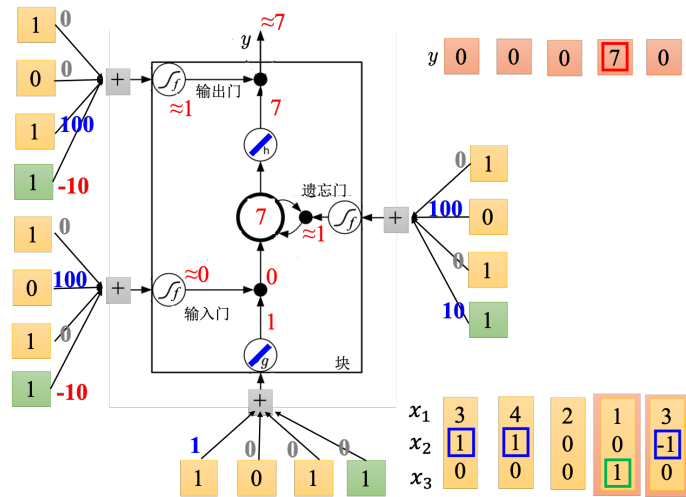 ≈7
y
1 0
0 0
1 100
1 -10
+
f
≈1
输出门
7
h
7
遗忘门
≈1
f
+
0 1
100 0
0 1
10 1
1 0
0 100
1 0
1 -10
+
f
≈0
输入门
0
1
g
块
+
1 0 0 0
1 0 1 1
y 0 0 0 7 0
x₁ 3 4 2 1 3
x₂ 1 1 0 0 -1
x₃ 0 0 0 1 0